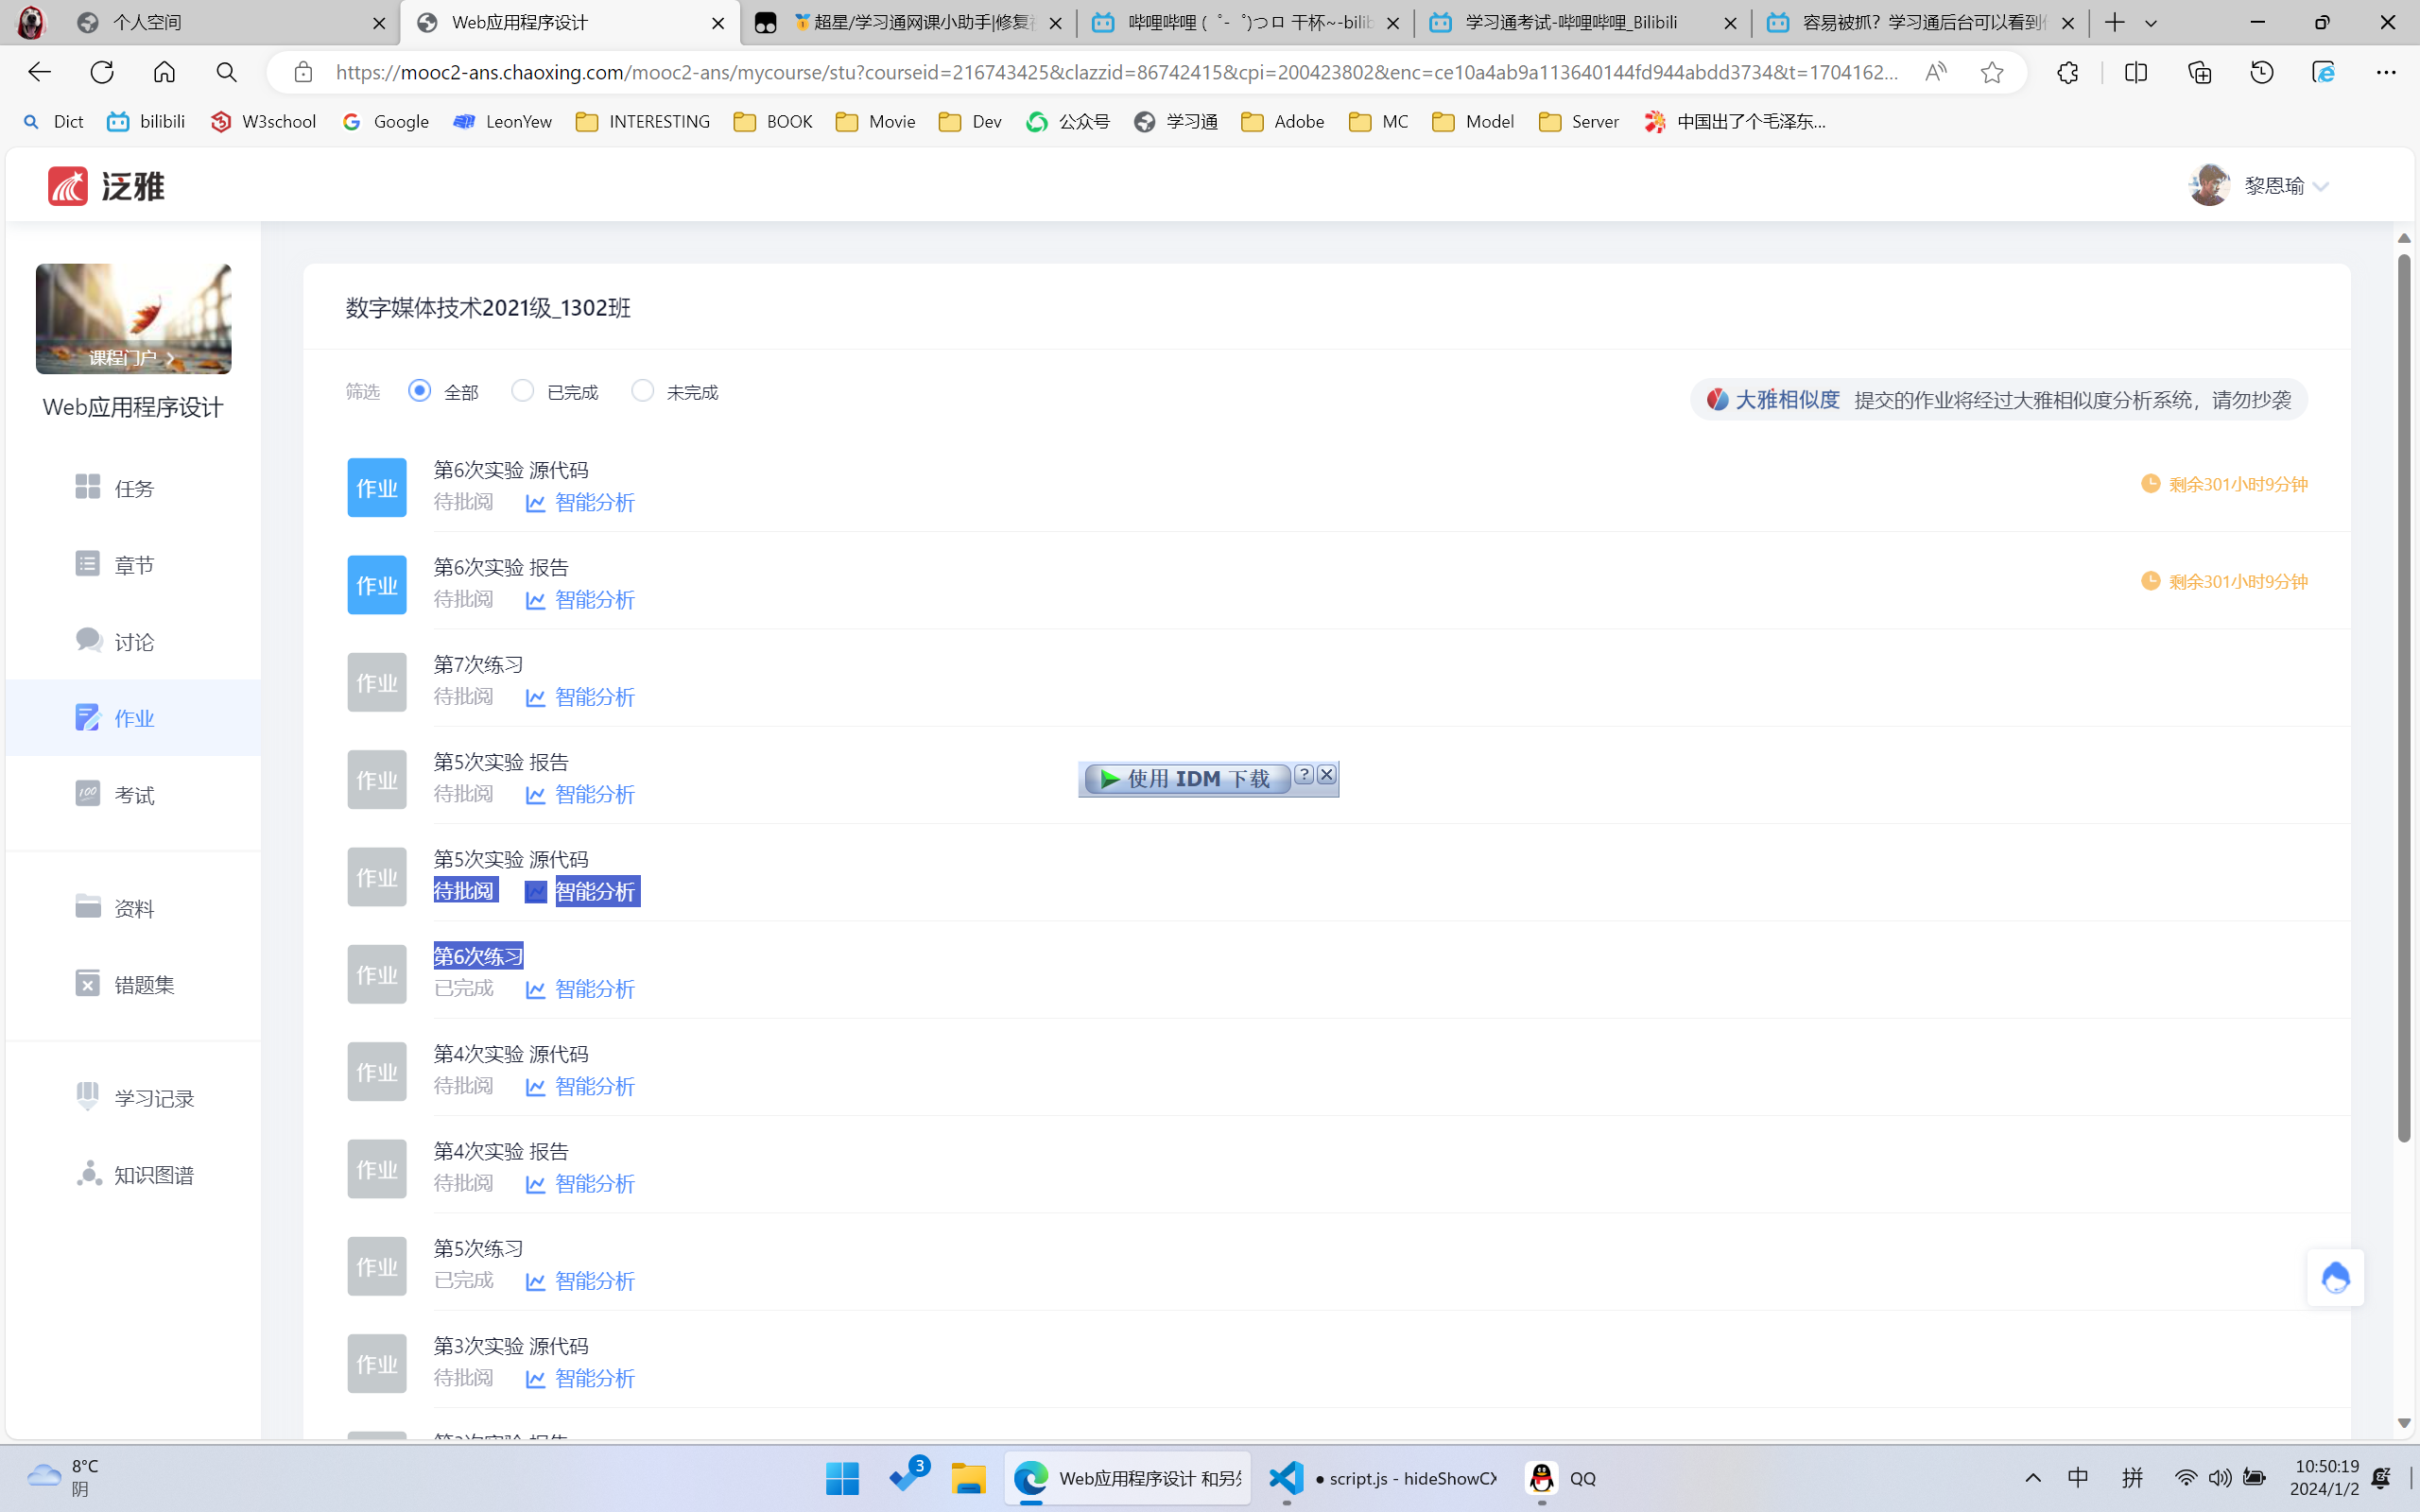 个人空间
Web应用程序设计
🥇超星/学习通网课小助手|修复
哔哩哔哩 (゜-゜)つロ 干杯~-bilib
学习通考试-哔哩哔哩_Bilibili
容易被抓？学习通后台可以看到
https://mooc2-ans.chaoxing.com/mooc2-ans/mycourse/stu?courseid=216743425&clazzid=86742415&cpi=200423802&enc=ce10a4ab9a113640144fd944abdd3734&t=1704162...
Dict bilibili W3school Google LeonYew INTERESTING BOOK Movie Dev 公众号 学习通 Adobe MC Model Server 中国出了个毛泽东...
泛雅
黎恩瑜
课程门户
Web应用程序设计
任务
章节
讨论
作业
考试
资料
错题集
学习记录
知识图谱
数字媒体技术2021级_1302班
筛选 全部 已完成 未完成
大雅相似度 提交的作业将经过大雅相似度分析系统，请勿抄袭
作业
第6次实验 源代码
待批阅 智能分析
剩余301小时9分钟
作业
第6次实验 报告
待批阅 智能分析
剩余301小时9分钟
作业
第7次练习
待批阅 智能分析
作业
第5次实验 报告
待批阅 智能分析
使用 IDM 下载 ?
作业
第5次实验 源代码
待批阅 智能分析
作业
第6次练习
已完成 智能分析
作业
第4次实验 源代码
待批阅 智能分析
作业
第4次实验 报告
待批阅 智能分析
作业
第5次练习
已完成 智能分析
作业
第3次实验 源代码
待批阅 智能分析
8°C
阴
3
Web应用程序设计 和另
● script.js - hideShowCX
QQ
中 拼
10:50:19
2024/1/2